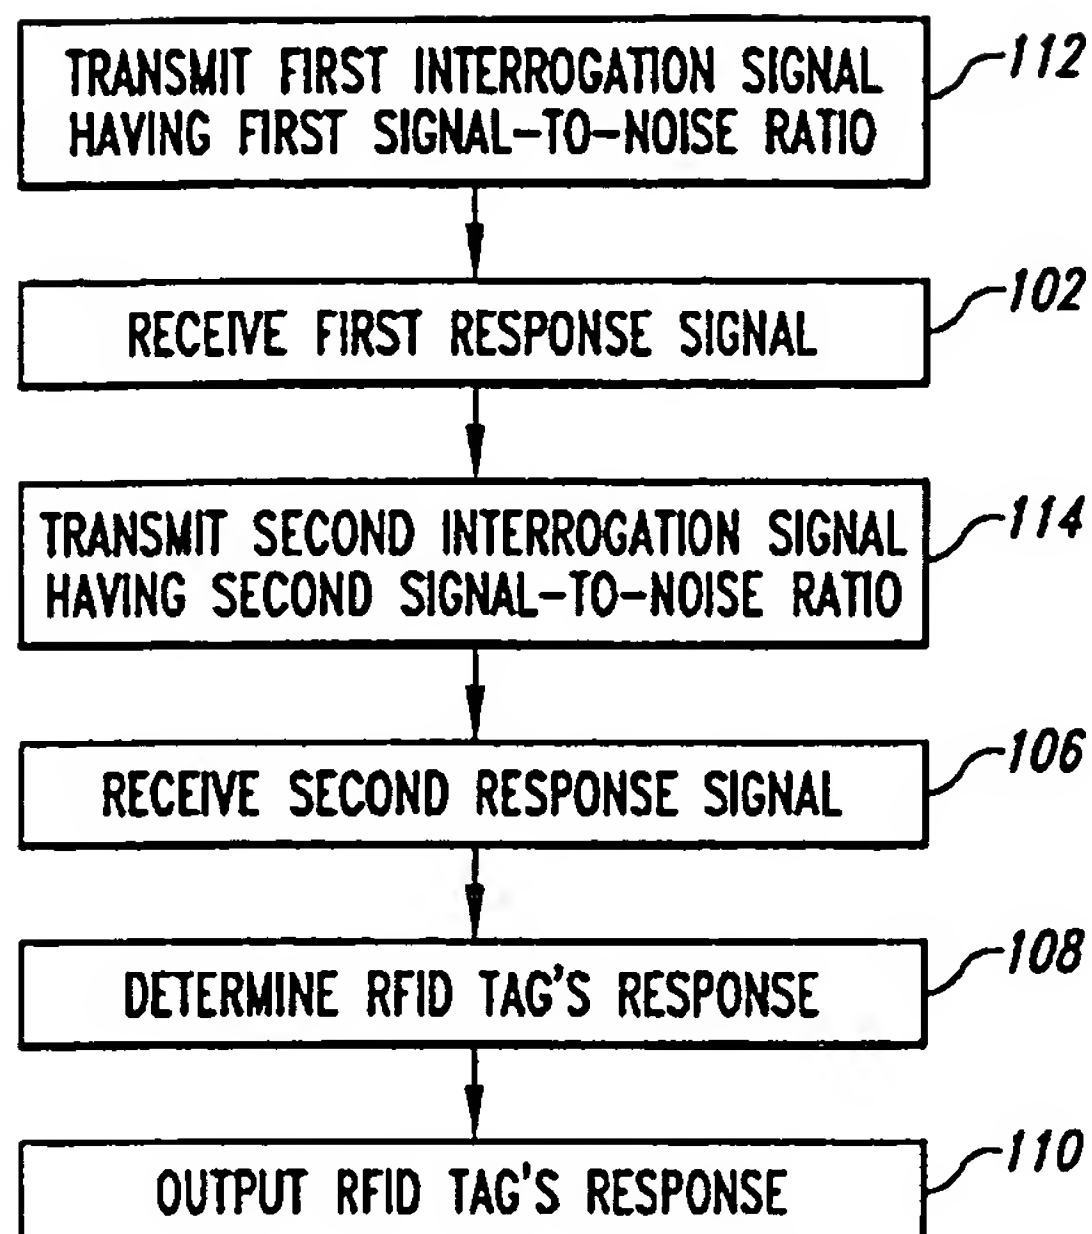 TRANSMIT FIRST INTERROGATION SIGNAL
HAVING FIRST SIGNAL-TO-NOISE RATIO
112
RECEIVE FIRST RESPONSE SIGNAL
102
TRANSMIT SECOND INTERROGATION SIGNAL
HAVING SECOND SIGNAL-TO-NOISE RATIO
114
RECEIVE SECOND RESPONSE SIGNAL
106
DETERMINE RFID TAG'S RESPONSE
108
OUTPUT RFID TAG'S RESPONSE
110